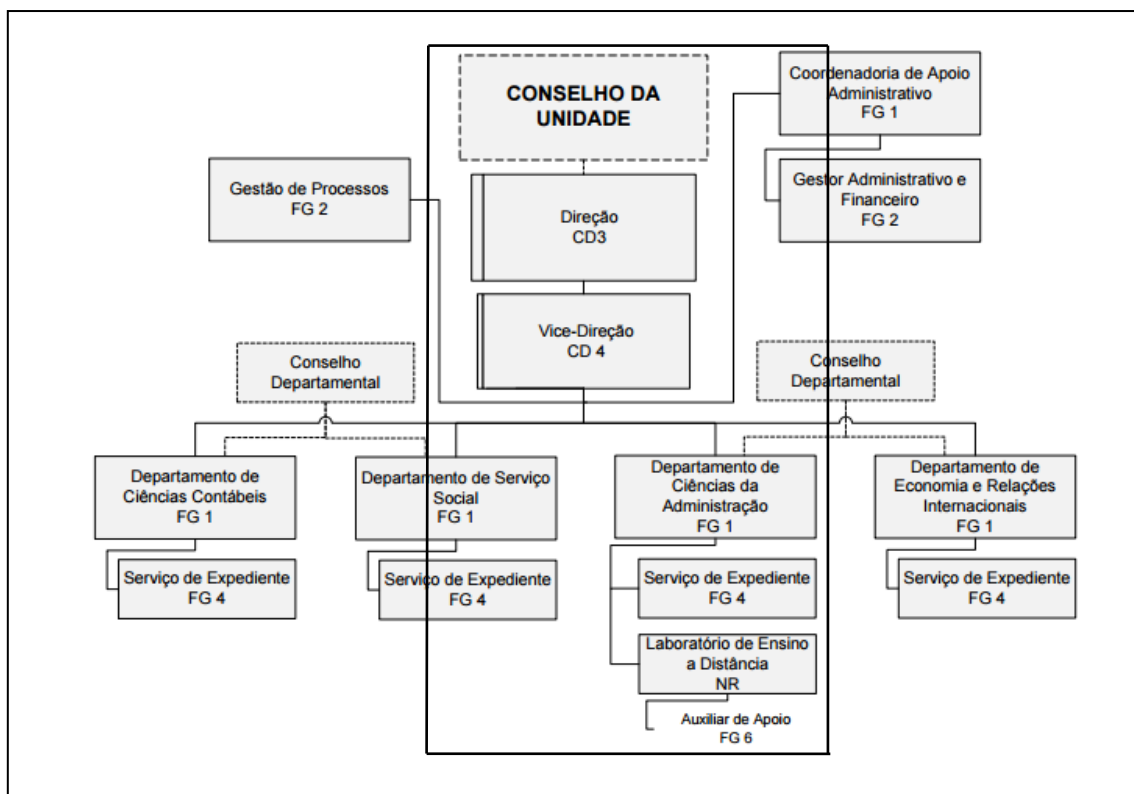 CONSELHO DA
UNIDADE
Coordenadoria de Apoio
Administrativo
FG 1
Gestão de Processos
FG 2
Gestor Administrativo e
Financeiro
FG 2
Direção
CD3
Vice-Direção
CD 4
Conselho
Departamental
Conselho
Departamental
Departamento de
Ciências Contábeis
FG 1
Departamento de Serviço
Social
FG 1
Departamento de
Ciências da
Administração
FG 1
Departamento de
Economia e Relações
Internacionais
FG 1
Serviço de Expediente
FG 4
Serviço de Expediente
FG 4
Serviço de Expediente
FG 4
Serviço de Expediente
FG 4
Laboratório de Ensino
a Distância
NR
Auxiliar de Apoio
FG 6